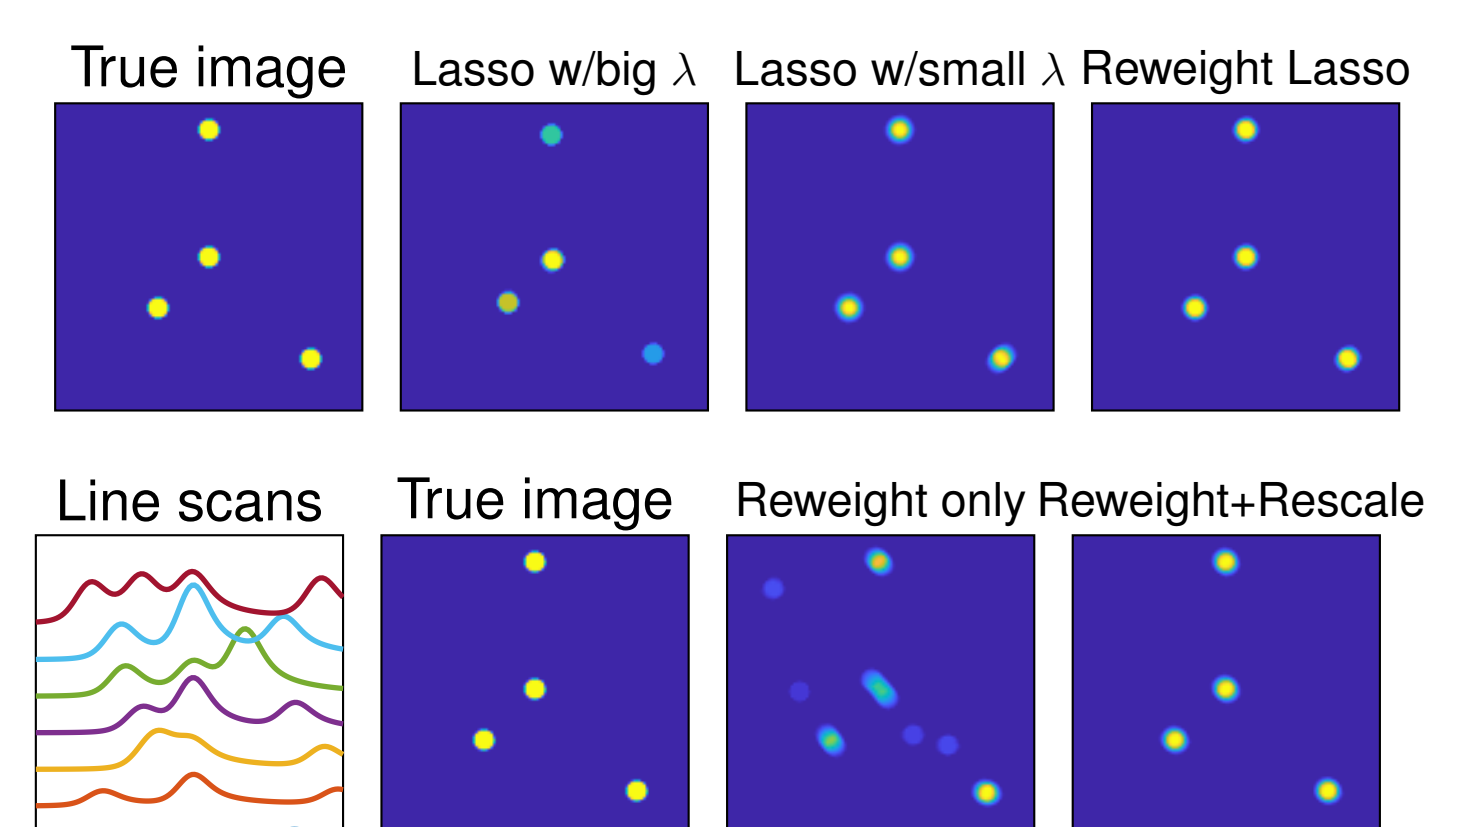 True image
Lasso w/big λ
Lasso w/small λ
Reweight Lasso
Line scans
True image
Reweight only
Reweight+Rescale